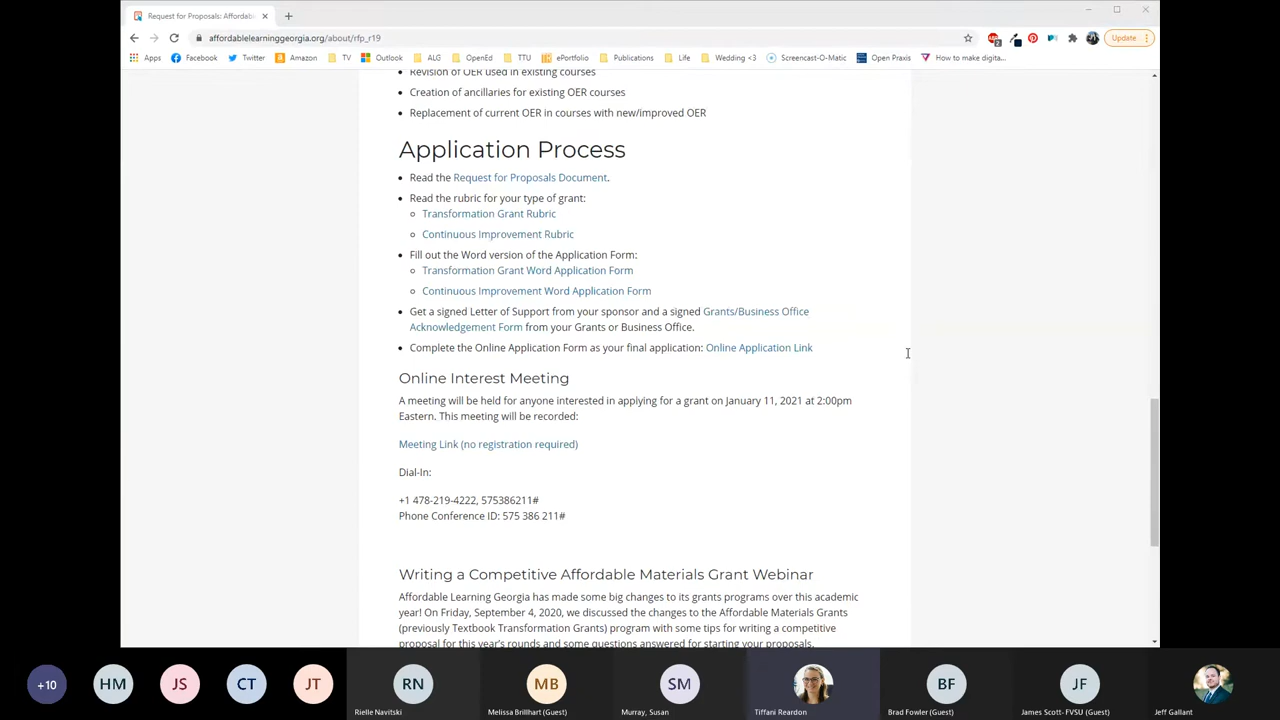 Request for Proposals: Affordab
affordablelearninggeorgia.org/about/rfp_r19
Update
Apps Facebook Twitter Amazon TV Outlook ALG OpenEd TTU ePortfolio Publications Life Wedding <3 Screencast-O-Matic Open Praxis How to make digita...
Revision of OER used in existing courses
Creation of ancillaries for existing OER courses
Replacement of current OER in courses with new/improved OER
Application Process
Read the Request for Proposals Document.
Read the rubric for your type of grant:
Transformation Grant Rubric
Continuous Improvement Rubric
Fill out the Word version of the Application Form:
Transformation Grant Word Application Form
Continuous Improvement Word Application Form
Get a signed Letter of Support from your sponsor and a signed Grants/Business Office
Acknowledgement Form from your Grants or Business Office.
Complete the Online Application Form as your final application: Online Application Link
Online Interest Meeting
A meeting will be held for anyone interested in applying for a grant on January 11, 2021 at 2:00pm
Eastern. This meeting will be recorded:
Meeting Link (no registration required)
Dial-In:
+1 478-219-4222, 575386211#
Phone Conference ID: 575 386 211#
Writing a Competitive Affordable Materials Grant Webinar
Affordable Learning Georgia has made some big changes to its grants programs over this academic
year! On Friday, September 4, 2020, we discussed the changes to the Affordable Materials Grants
(previously Textbook Transformation Grants) program with some tips for writing a competitive
proposal for this year's rounds and some questions answered for starting your proposals.
+10 HM JS CT JT RN MB SM BF JF
Rielle Navitski Melissa Brillhart (Guest) Murray, Susan Tiffani Reardon Brad Fowler (Guest) James Scott- FVSU (Guest) Jeff Gallant